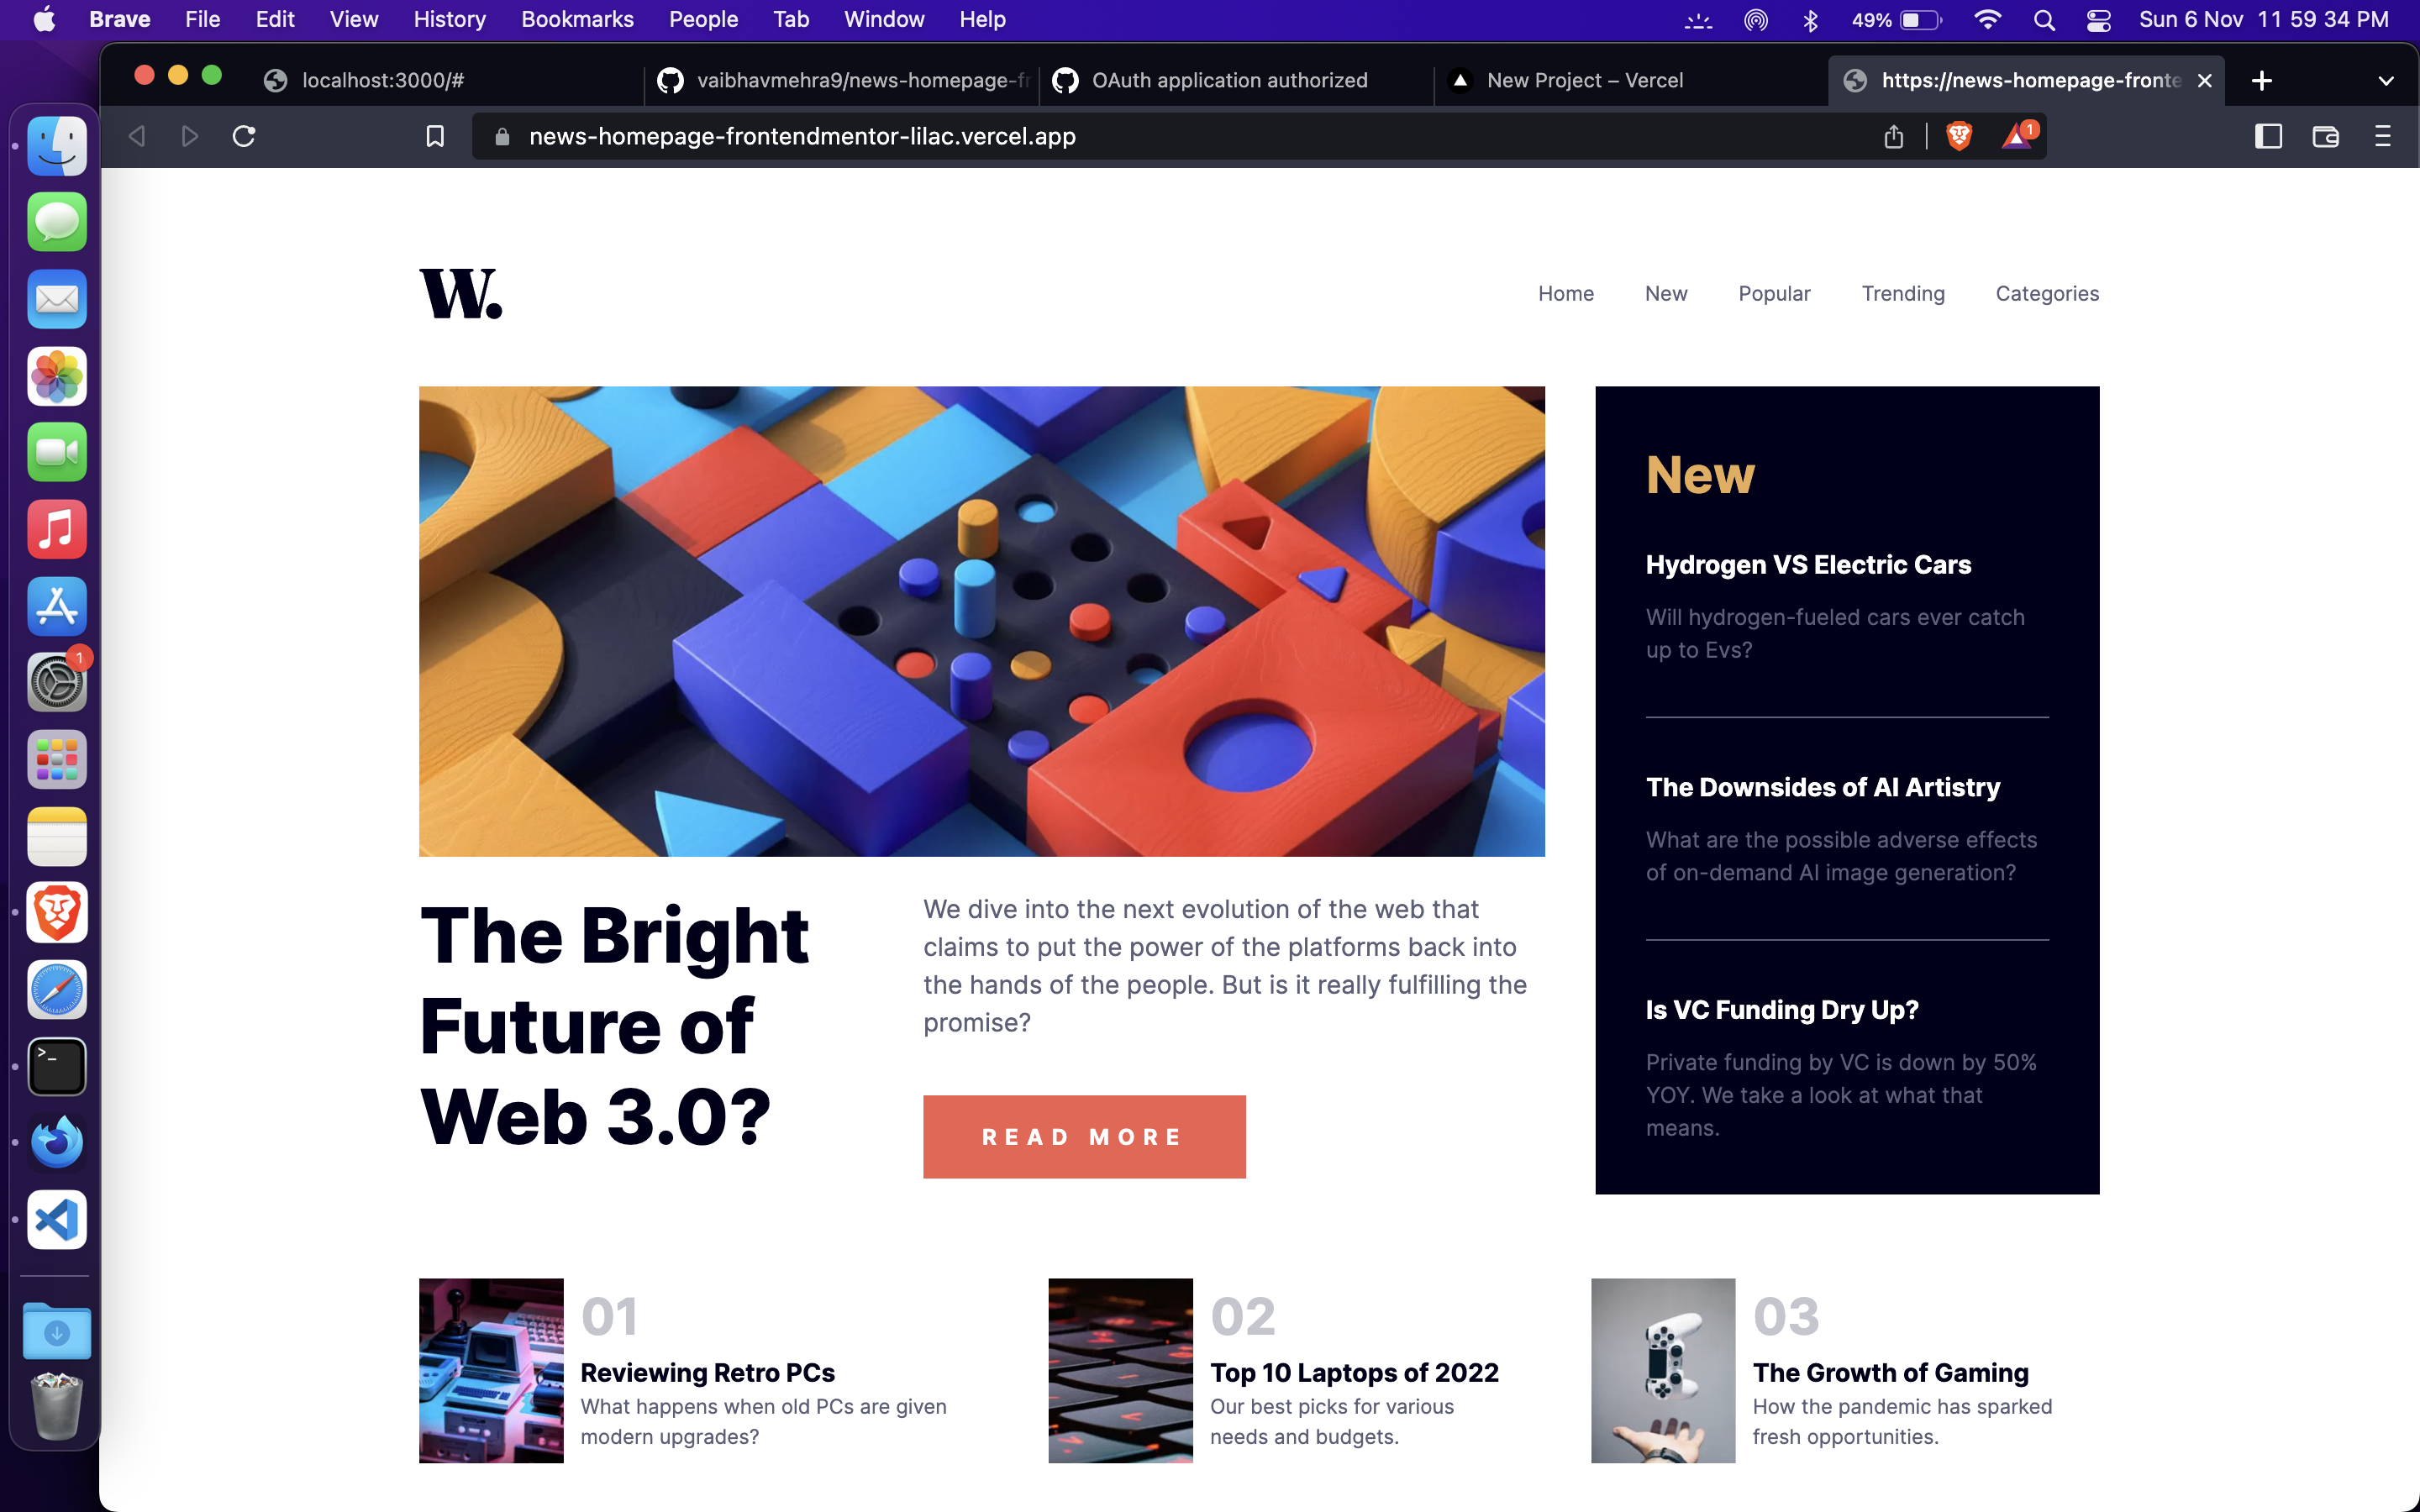 Brave File Edit View History Bookmarks People Tab Window Help 49% Sun 6 Nov 11 59 34 PM
localhost:3000/# vaibhavmehra9/news-homepage-fr OAuth application authorized New Project – Vercel https://news-homepage-fronte
news-homepage-frontendmentor-lilac.vercel.app 1
W. Home New Popular Trending Categories
New
Hydrogen VS Electric Cars
Will hydrogen-fueled cars ever catch
up to Evs?
The Downsides of AI Artistry
What are the possible adverse effects
of on-demand AI image generation?
Is VC Funding Dry Up?
Private funding by VC is down by 50%
YOY. We take a look at what that
means.
The Bright
Future of
Web 3.0?
We dive into the next evolution of the web that
claims to put the power of the platforms back into
the hands of the people. But is it really fulfilling the
promise?
READ MORE
01
Reviewing Retro PCs
What happens when old PCs are given
modern upgrades?
02
Top 10 Laptops of 2022
Our best picks for various
needs and budgets.
03
The Growth of Gaming
How the pandemic has sparked
fresh opportunities.
1
>_